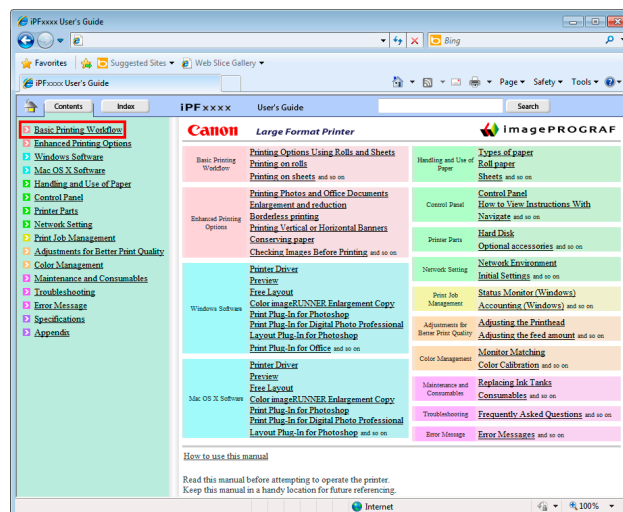 iPFxxxx User's Guide
Bing
Favorites Suggested Sites Web Slice Gallery
iPFxxxx User's Guide
Page Safety Tools
Contents Index iPFxxxx User's Guide Search
Basic Printing Workflow
Enhanced Printing Options
Windows Software
Mac OS X Software
Handling and Use of Paper
Control Panel
Printer Parts
Network Setting
Print Job Management
Adjustments for Better Print Quality
Color Management
Maintenance and Consumables
Troubleshooting
Error Message
Specifications
Appendix
Canon Large Format Printer imagePROGRAF
Basic Printing
Workflow
Printing Options Using Rolls and Sheets
Printing on rolls
Printing on sheets and so on
Enhanced Printing
Options
Printing Photos and Office Documents
Enlargement and reduction
Borderless printing
Printing Vertical or Horizontal Banners
Conserving paper
Checking Images Before Printing and so on
Windows Software
Printer Driver
Preview
Free Layout
Color imageRUNNER Enlargement Copy
Print Plug-In for Photoshop
Print Plug-In for Digital Photo Professional
Layout Plug-In for Photoshop
Print Plug-In for Office and so on
Mac OS X Software
Printer Driver
Preview
Free Layout
Color imageRUNNER Enlargement Copy
Print Plug-In for Photoshop
Print Plug-In for Digital Photo Professional
Layout Plug-In for Photoshop and so on
Handling and Use of
Paper
Types of paper
Roll paper
Sheets and so on
Control Panel
Control Panel
How to View Instructions With
Navigate and so on
Printer Parts
Hard Disk
Optional accessories and so on
Network Setting
Network Environment
Initial Settings and so on
Print Job
Management
Status Monitor (Windows)
Accounting (Windows) and so on
Adjustments for
Better Print Quality
Adjusting the Printhead
Adjusting the feed amount and so on
Color Management
Monitor Matching
Color Calibration and so on
Maintenance and
Consumables
Replacing Ink Tanks
Consumables and so on
Troubleshooting
Frequently Asked Questions and so on
Error Message
Error Messages and so on
How to use this manual
Read this manual before attempting to operate the printer.
Keep this manual in a handy location for future referencing.
Internet 100%